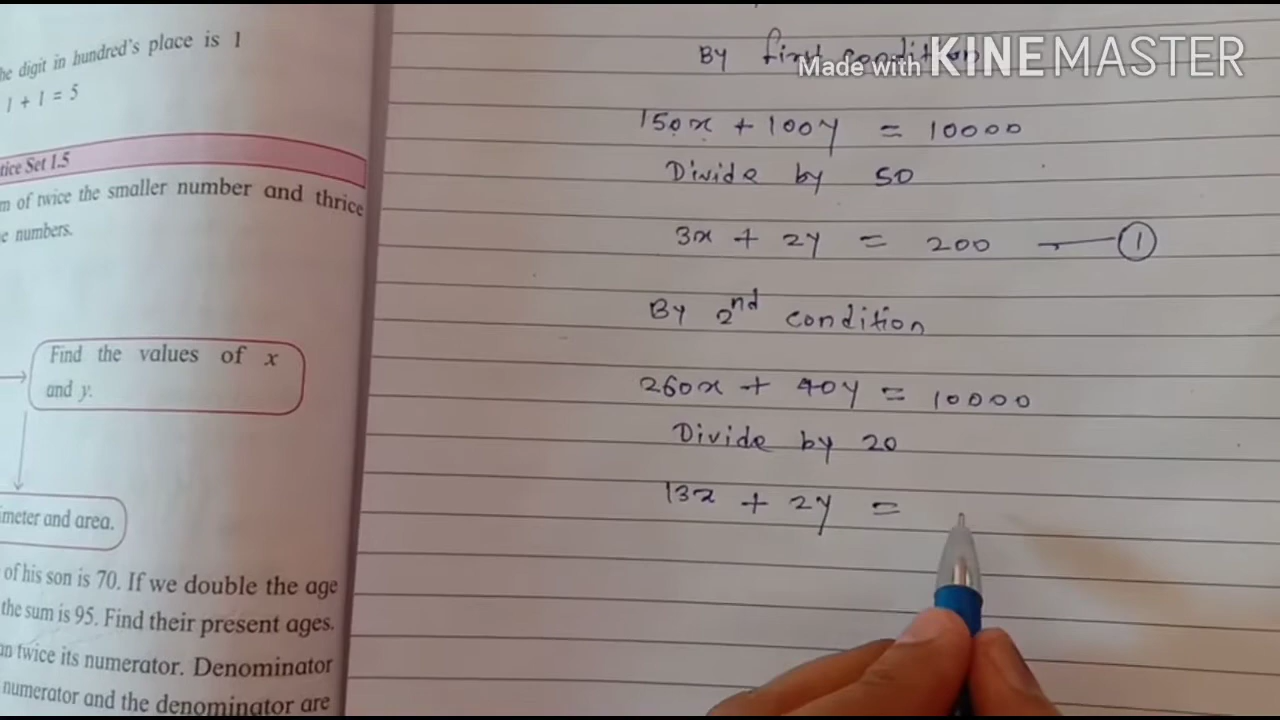 he digit in hundred's place is 1
1 + 1 = 5
tice Set 1.5
m of twice the smaller number and thrice
e numbers.
Find the values of x
and y.
imeter and area.
of his son is 70. If we double the age
the sum is 95. Find their present ages.
an twice its numerator. Denominator
numerator and the denominator are
Made with KINEMASTER
By first condition
150x + 100y = 10000
Divide by 50
3x + 2y = 200 — ①
By 2nd condition
260x + 40y = 10000
Divide by 20
13x + 2y =